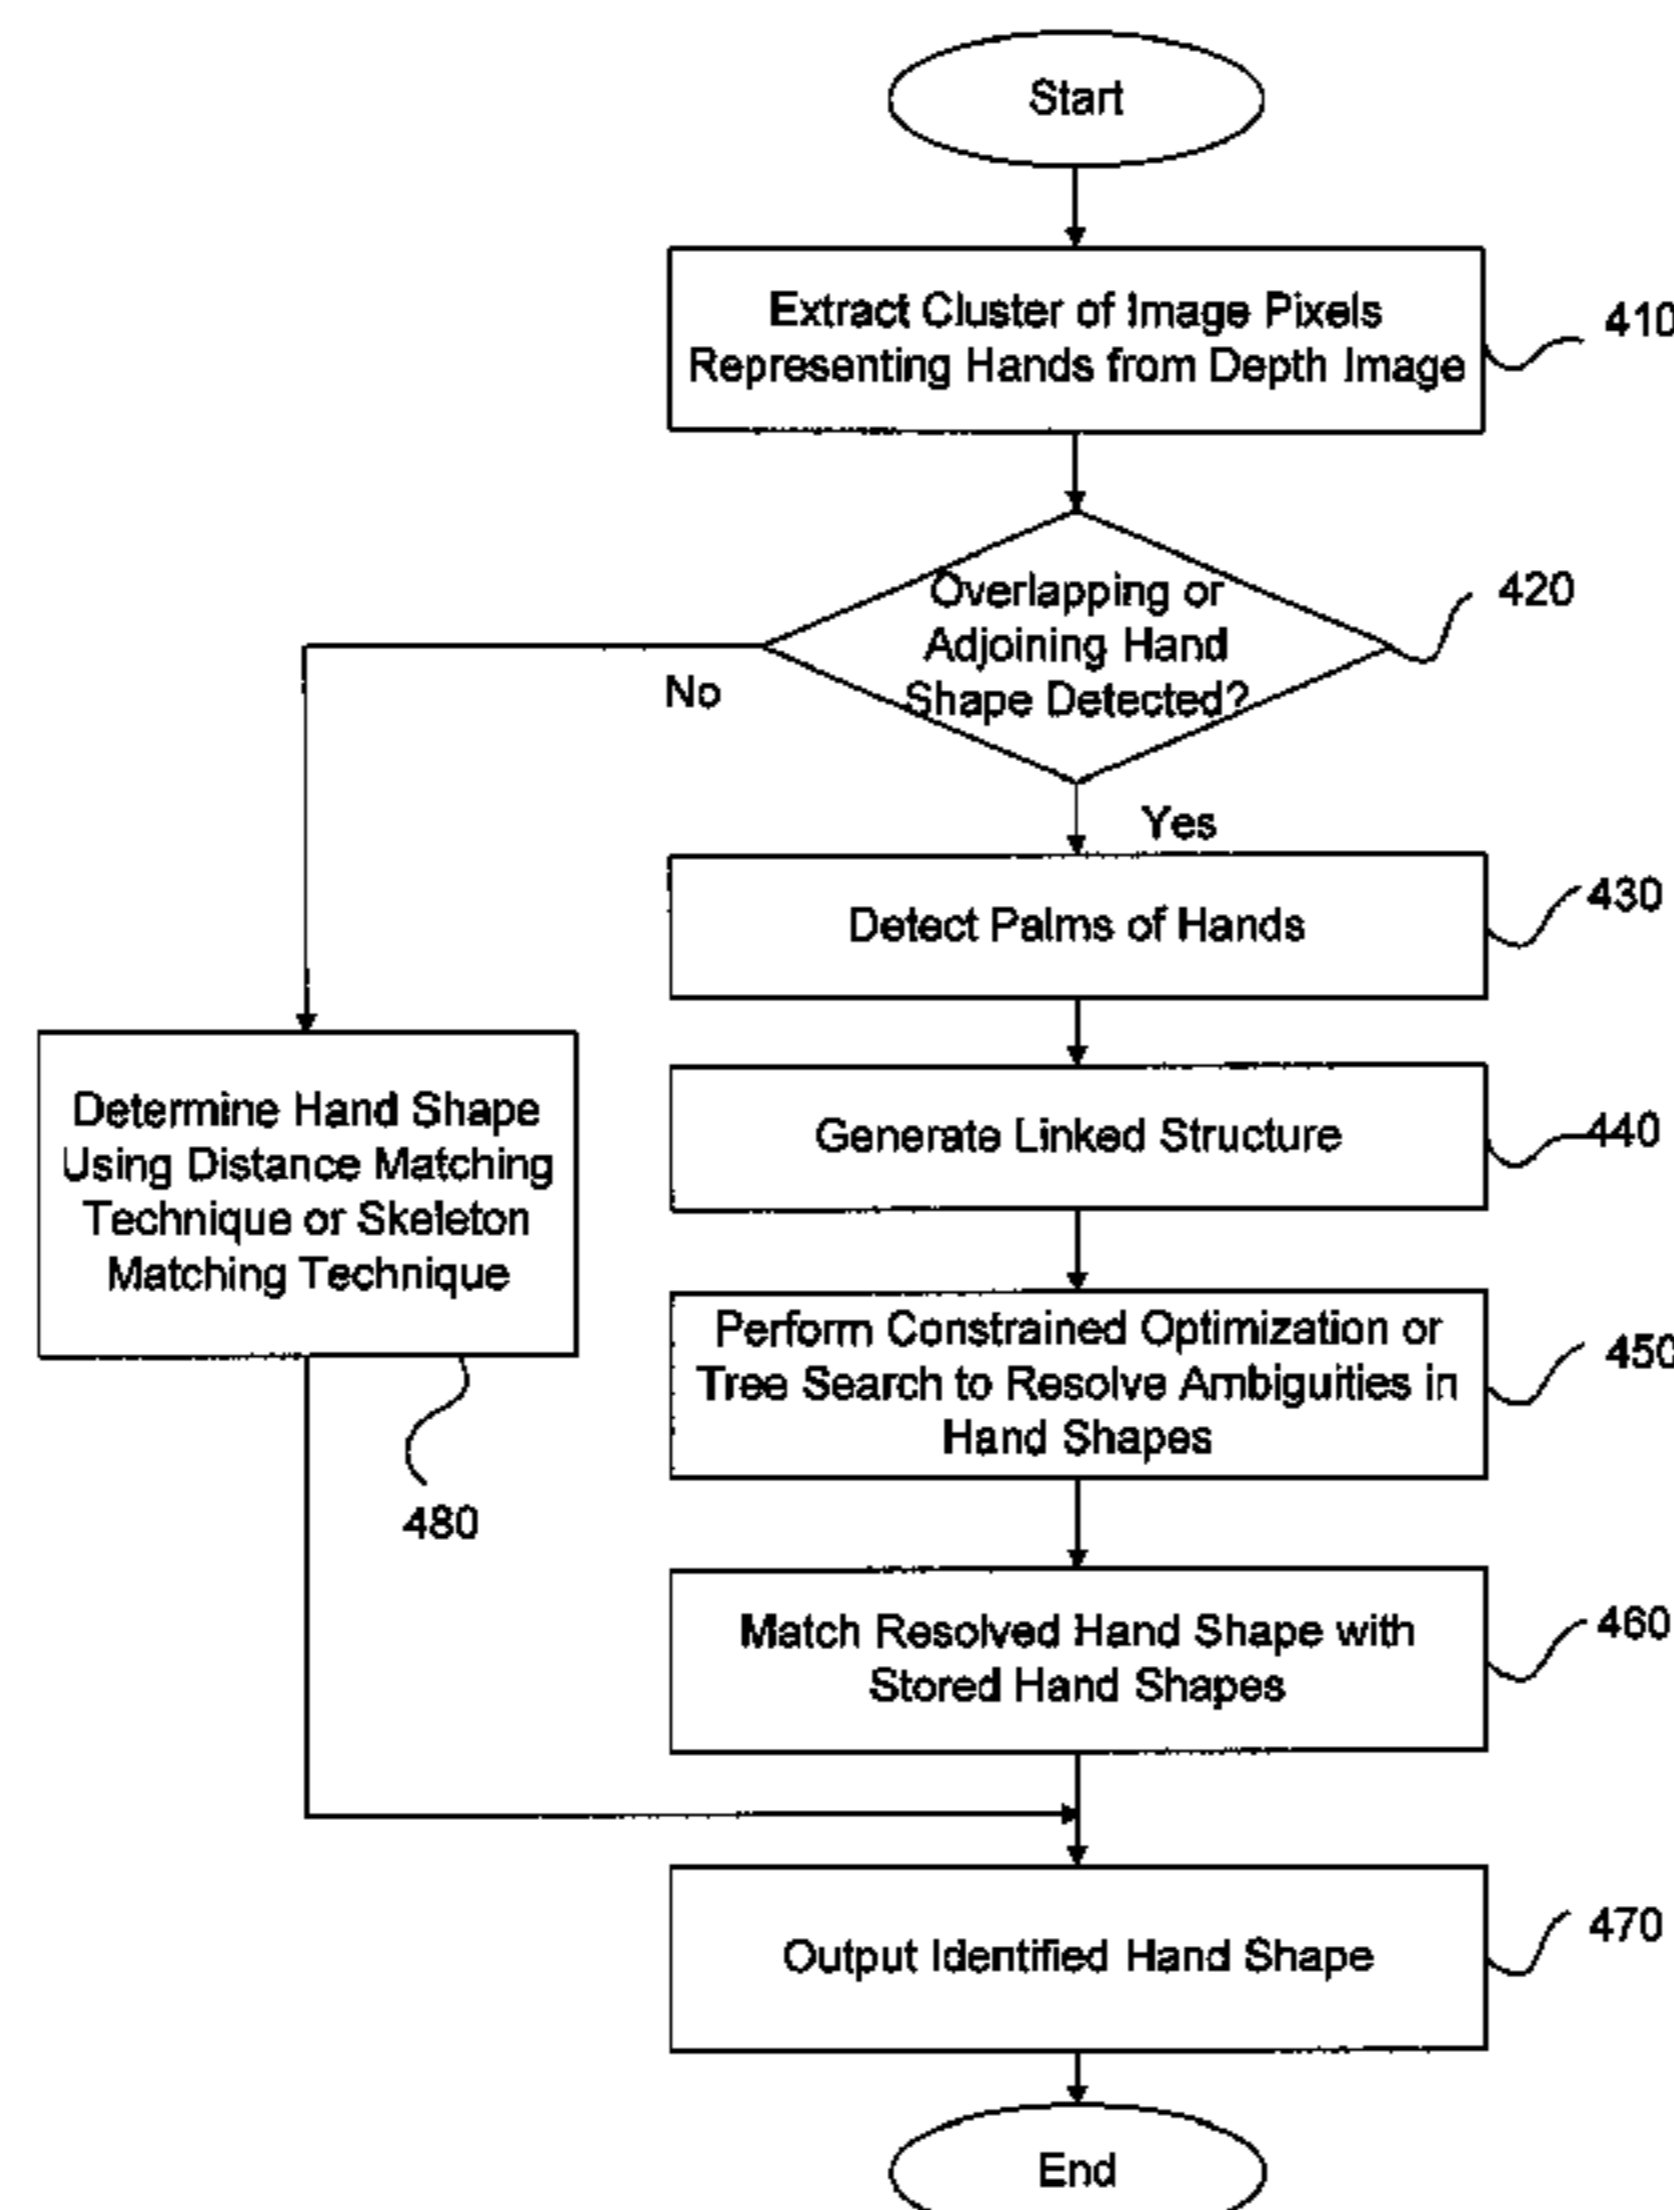 Start
Extract Cluster of Image Pixels
Representing Hands from Depth Image
410
Overlapping or
Adjoining Hand
Shape Detected?
420
No
Yes
Detect Palms of Hands
430
Determine Hand Shape
Using Distance Matching
Technique or Skeleton
Matching Technique
480
Generate Linked Structure
440
Perform Constrained Optimization or
Tree Search to Resolve Ambiguities in
Hand Shapes
450
Match Resolved Hand Shape with
Stored Hand Shapes
460
Output Identified Hand Shape
470
End